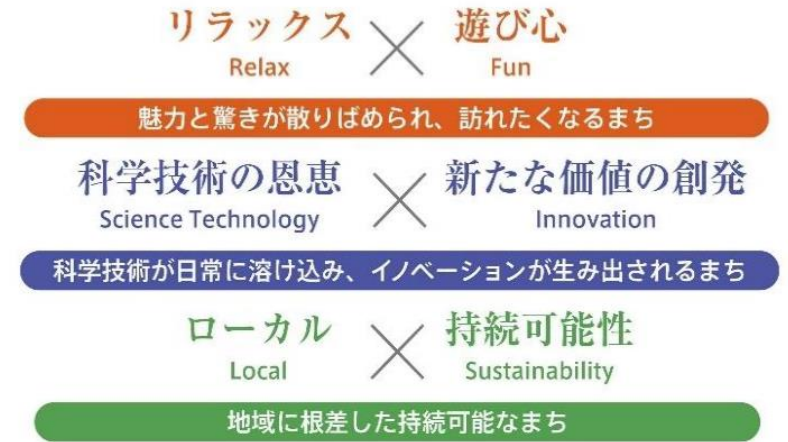 リラックス × 遊び心
Relax Fun
魅力と驚きが散りばめられ、訪れたくなるまち
科学技術の恩恵 × 新たな価値の創発
Science Technology Innovation
科学技術が日常に溶け込み、イノベーションが生み出されるまち
ローカル × 持続可能性
Local Sustainability
地域に根差した持続可能なまち